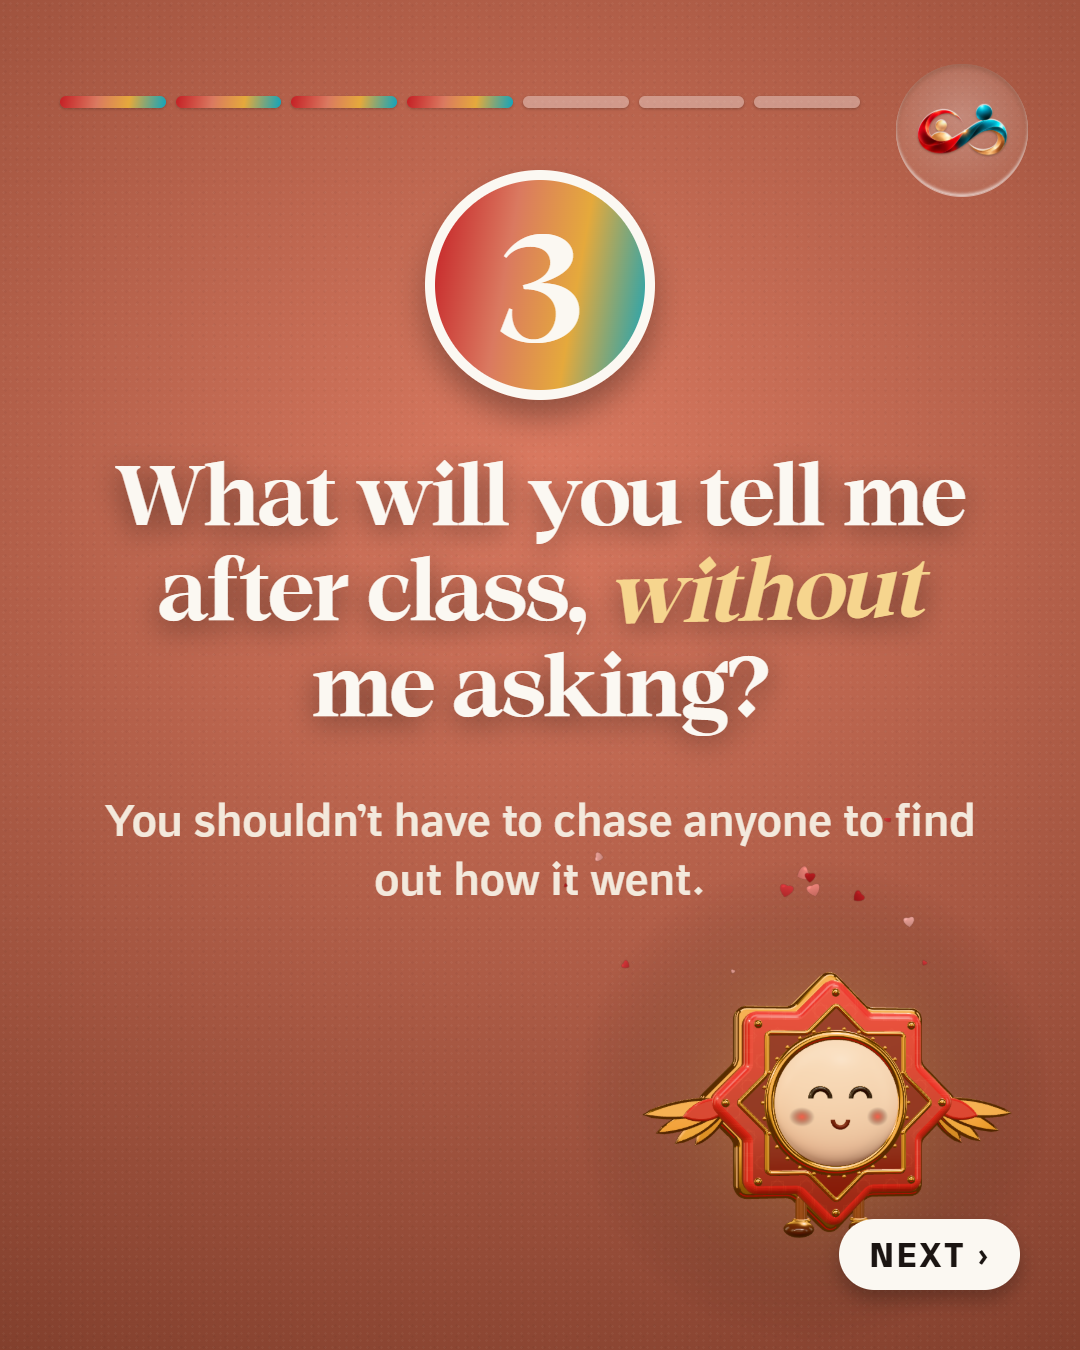 3
What will you tell me
after class, without
me asking?
You shouldn’t have to chase anyone to find
out how it went.
NEXT ›